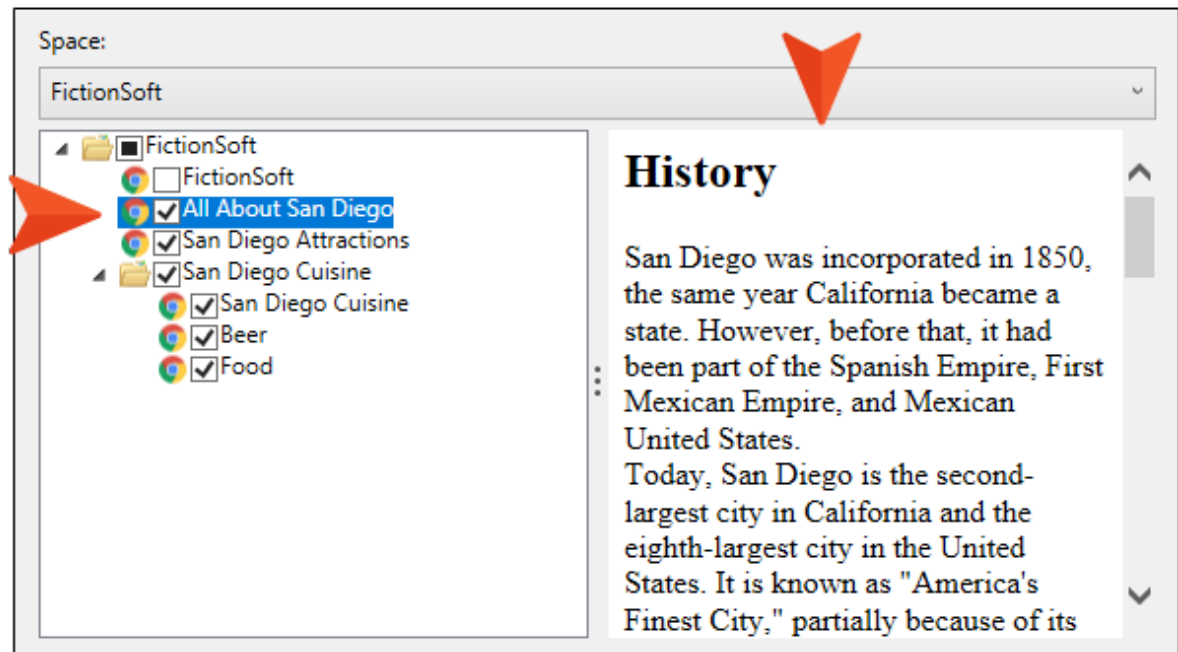 Space:
FictionSoft
FictionSoft
FictionSoft
All About San Diego
San Diego Attractions
San Diego Cuisine
San Diego Cuisine
Beer
Food
History
San Diego was incorporated in 1850,
the same year California became a
state. However, before that, it had
been part of the Spanish Empire, First
Mexican Empire, and Mexican
United States.
Today, San Diego is the second-
largest city in California and the
eighth-largest city in the United
States. It is known as "America's
Finest City," partially because of its